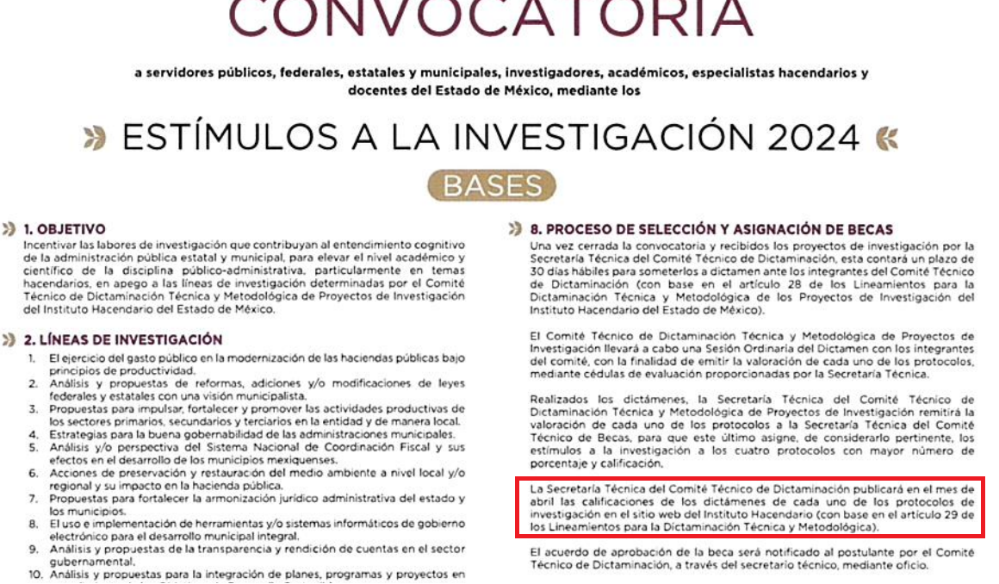 CONVOCATORIA
a servidores públicos, federales, estatales y municipales, investigadores, académicos, especialistas hacendarios y
docentes del Estado de México, mediante los
ESTÍMULOS A LA INVESTIGACIÓN 2024
BASES
1. OBJETIVO
Incentivar las labores de investigación que contribuyan al entendimiento cognitivo
de la administración pública estatal y municipal, para elevar el nivel académico y
científico de la disciplina público-administrativa, particularmente en temas
hacendarios, en apego a las líneas de investigación determinadas por el Comité
Técnico de Dictaminación Técnica y Metodológica de Proyectos de Investigación
del Instituto Hacendario del Estado de México.
2. LÍNEAS DE INVESTIGACIÓN
1. El ejercicio del gasto público en la modernización de las haciendas públicas bajo
principios de productividad.
2. Análisis y propuestas de reformas, adiciones y/o modificaciones de leyes
federales y estatales con una visión municipalista.
3. Propuestas para impulsar, fortalecer y promover las actividades productivas de
los sectores primarios, secundarios y terciarios en la entidad y de manera local.
4. Estrategias para la buena gobernabilidad de las administraciones municipales.
5. Análisis y/o perspectiva del Sistema Nacional de Coordinación Fiscal y sus
efectos en el desarrollo de los municipios mexiquenses.
6. Acciones de preservación y restauración del medio ambiente a nivel local y/o
regional y su impacto en la hacienda pública.
7. Propuestas para fortalecer la armonización jurídico administrativa del estado y
los municipios.
8. El uso e implementación de herramientas y/o sistemas informáticos de gobierno
electrónico para el desarrollo municipal integral.
9. Análisis y propuestas de la transparencia y rendición de cuentas en el sector
gubernamental.
10. Análisis y propuestas para la integración de planes, programas y proyectos en
8. PROCESO DE SELECCIÓN Y ASIGNACIÓN DE BECAS
Una vez cerrada la convocatoria y recibidos los proyectos de investigación por la
Secretaría Técnica del Comité Técnico de Dictaminación, esta contará un plazo de
30 días hábiles para someterlos a dictamen ante los integrantes del Comité Técnico
de Dictaminación (con base en el artículo 28 de los Lineamientos para la
Dictaminación Técnica y Metodológica de los Proyectos de Investigación del
Instituto Hacendario del Estado de México).
El Comité Técnico de Dictaminación Técnica y Metodológica de Proyectos de
Investigación llevará a cabo una Sesión Ordinaria del Dictamen con los integrantes
del comité, con la finalidad de emitir la valoración de cada uno de los protocolos,
mediante cédulas de evaluación proporcionadas por la Secretaría Técnica.
Realizados los dictámenes, la Secretaría Técnica del Comité Técnico de
Dictaminación Técnica y Metodológica de Proyectos de Investigación remitirá la
valoración de cada uno de los protocolos a la Secretaría Técnica del Comité
Técnico de Becas, para que este último asigne, de considerarlo pertinente, los
estímulos a la investigación a los cuatro protocolos con mayor número de
porcentaje y calificación.
La Secretaría Técnica del Comité Técnico de Dictaminación publicará en el mes de
abril las calificaciones de los dictámenes de cada uno de los protocolos de
investigación en el sitio web del Instituto Hacendario (con base en el artículo 29 de
los Lineamientos para la Dictaminación Técnica y Metodológica).
El acuerdo de aprobación de la beca será notificado al postulante por el Comité
Técnico de Dictaminación, a través del secretario técnico, mediante oficio.